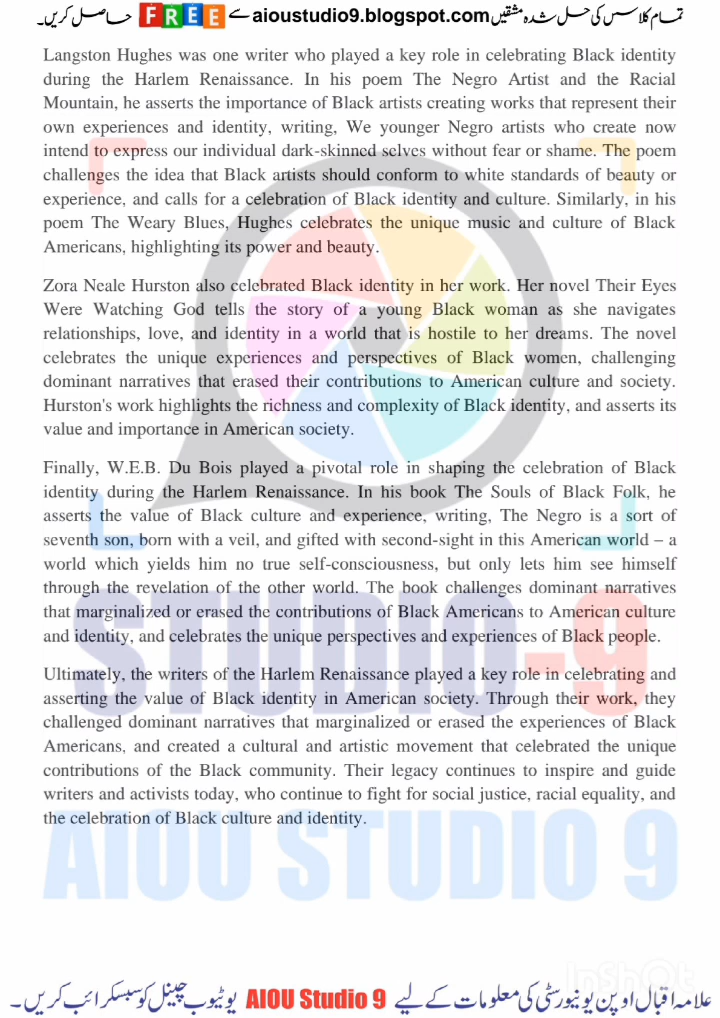 تمام کلاسس کی حل شدہ مشقیں aioustudio9.blogspot.com سے FREE حاصل کریں۔
Langston Hughes was one writer who played a key role in celebrating Black identity
during the Harlem Renaissance. In his poem The Negro Artist and the Racial
Mountain, he asserts the importance of Black artists creating works that represent their
own experiences and identity, writing, We younger Negro artists who create now
intend to express our individual dark-skinned selves without fear or shame. The poem
challenges the idea that Black artists should conform to white standards of beauty or
experience, and calls for a celebration of Black identity and culture. Similarly, in his
poem The Weary Blues, Hughes celebrates the unique music and culture of Black
Americans, highlighting its power and beauty.
Zora Neale Hurston also celebrated Black identity in her work. Her novel Their Eyes
Were Watching God tells the story of a young Black woman as she navigates
relationships, love, and identity in a world that is hostile to her dreams. The novel
celebrates the unique experiences and perspectives of Black women, challenging
dominant narratives that erased their contributions to American culture and society.
Hurston's work highlights the richness and complexity of Black identity, and asserts its
value and importance in American society.
Finally, W.E.B. Du Bois played a pivotal role in shaping the celebration of Black
identity during the Harlem Renaissance. In his book The Souls of Black Folk, he
asserts the value of Black culture and experience, writing, The Negro is a sort of
seventh son, born with a veil, and gifted with second-sight in this American world – a
world which yields him no true self-consciousness, but only lets him see himself
through the revelation of the other world. The book challenges dominant narratives
that marginalized or erased the contributions of Black Americans to American culture
and identity, and celebrates the unique perspectives and experiences of Black people.
STUDIO-9
Ultimately, the writers of the Harlem Renaissance played a key role in celebrating and
asserting the value of Black identity in American society. Through their work, they
challenged dominant narratives that marginalized or erased the experiences of Black
Americans, and created a cultural and artistic movement that celebrated the unique
contributions of the Black community. Their legacy continues to inspire and guide
writers and activists today, who continue to fight for social justice, racial equality, and
the celebration of Black culture and identity.
AIOU STUDIO 9
InShOt
علامہ اقبال اوپن یونیورسٹی کی معلومات کے لیے AIOU Studio 9 یوٹیوب چینل کو سبسکرائب کریں۔